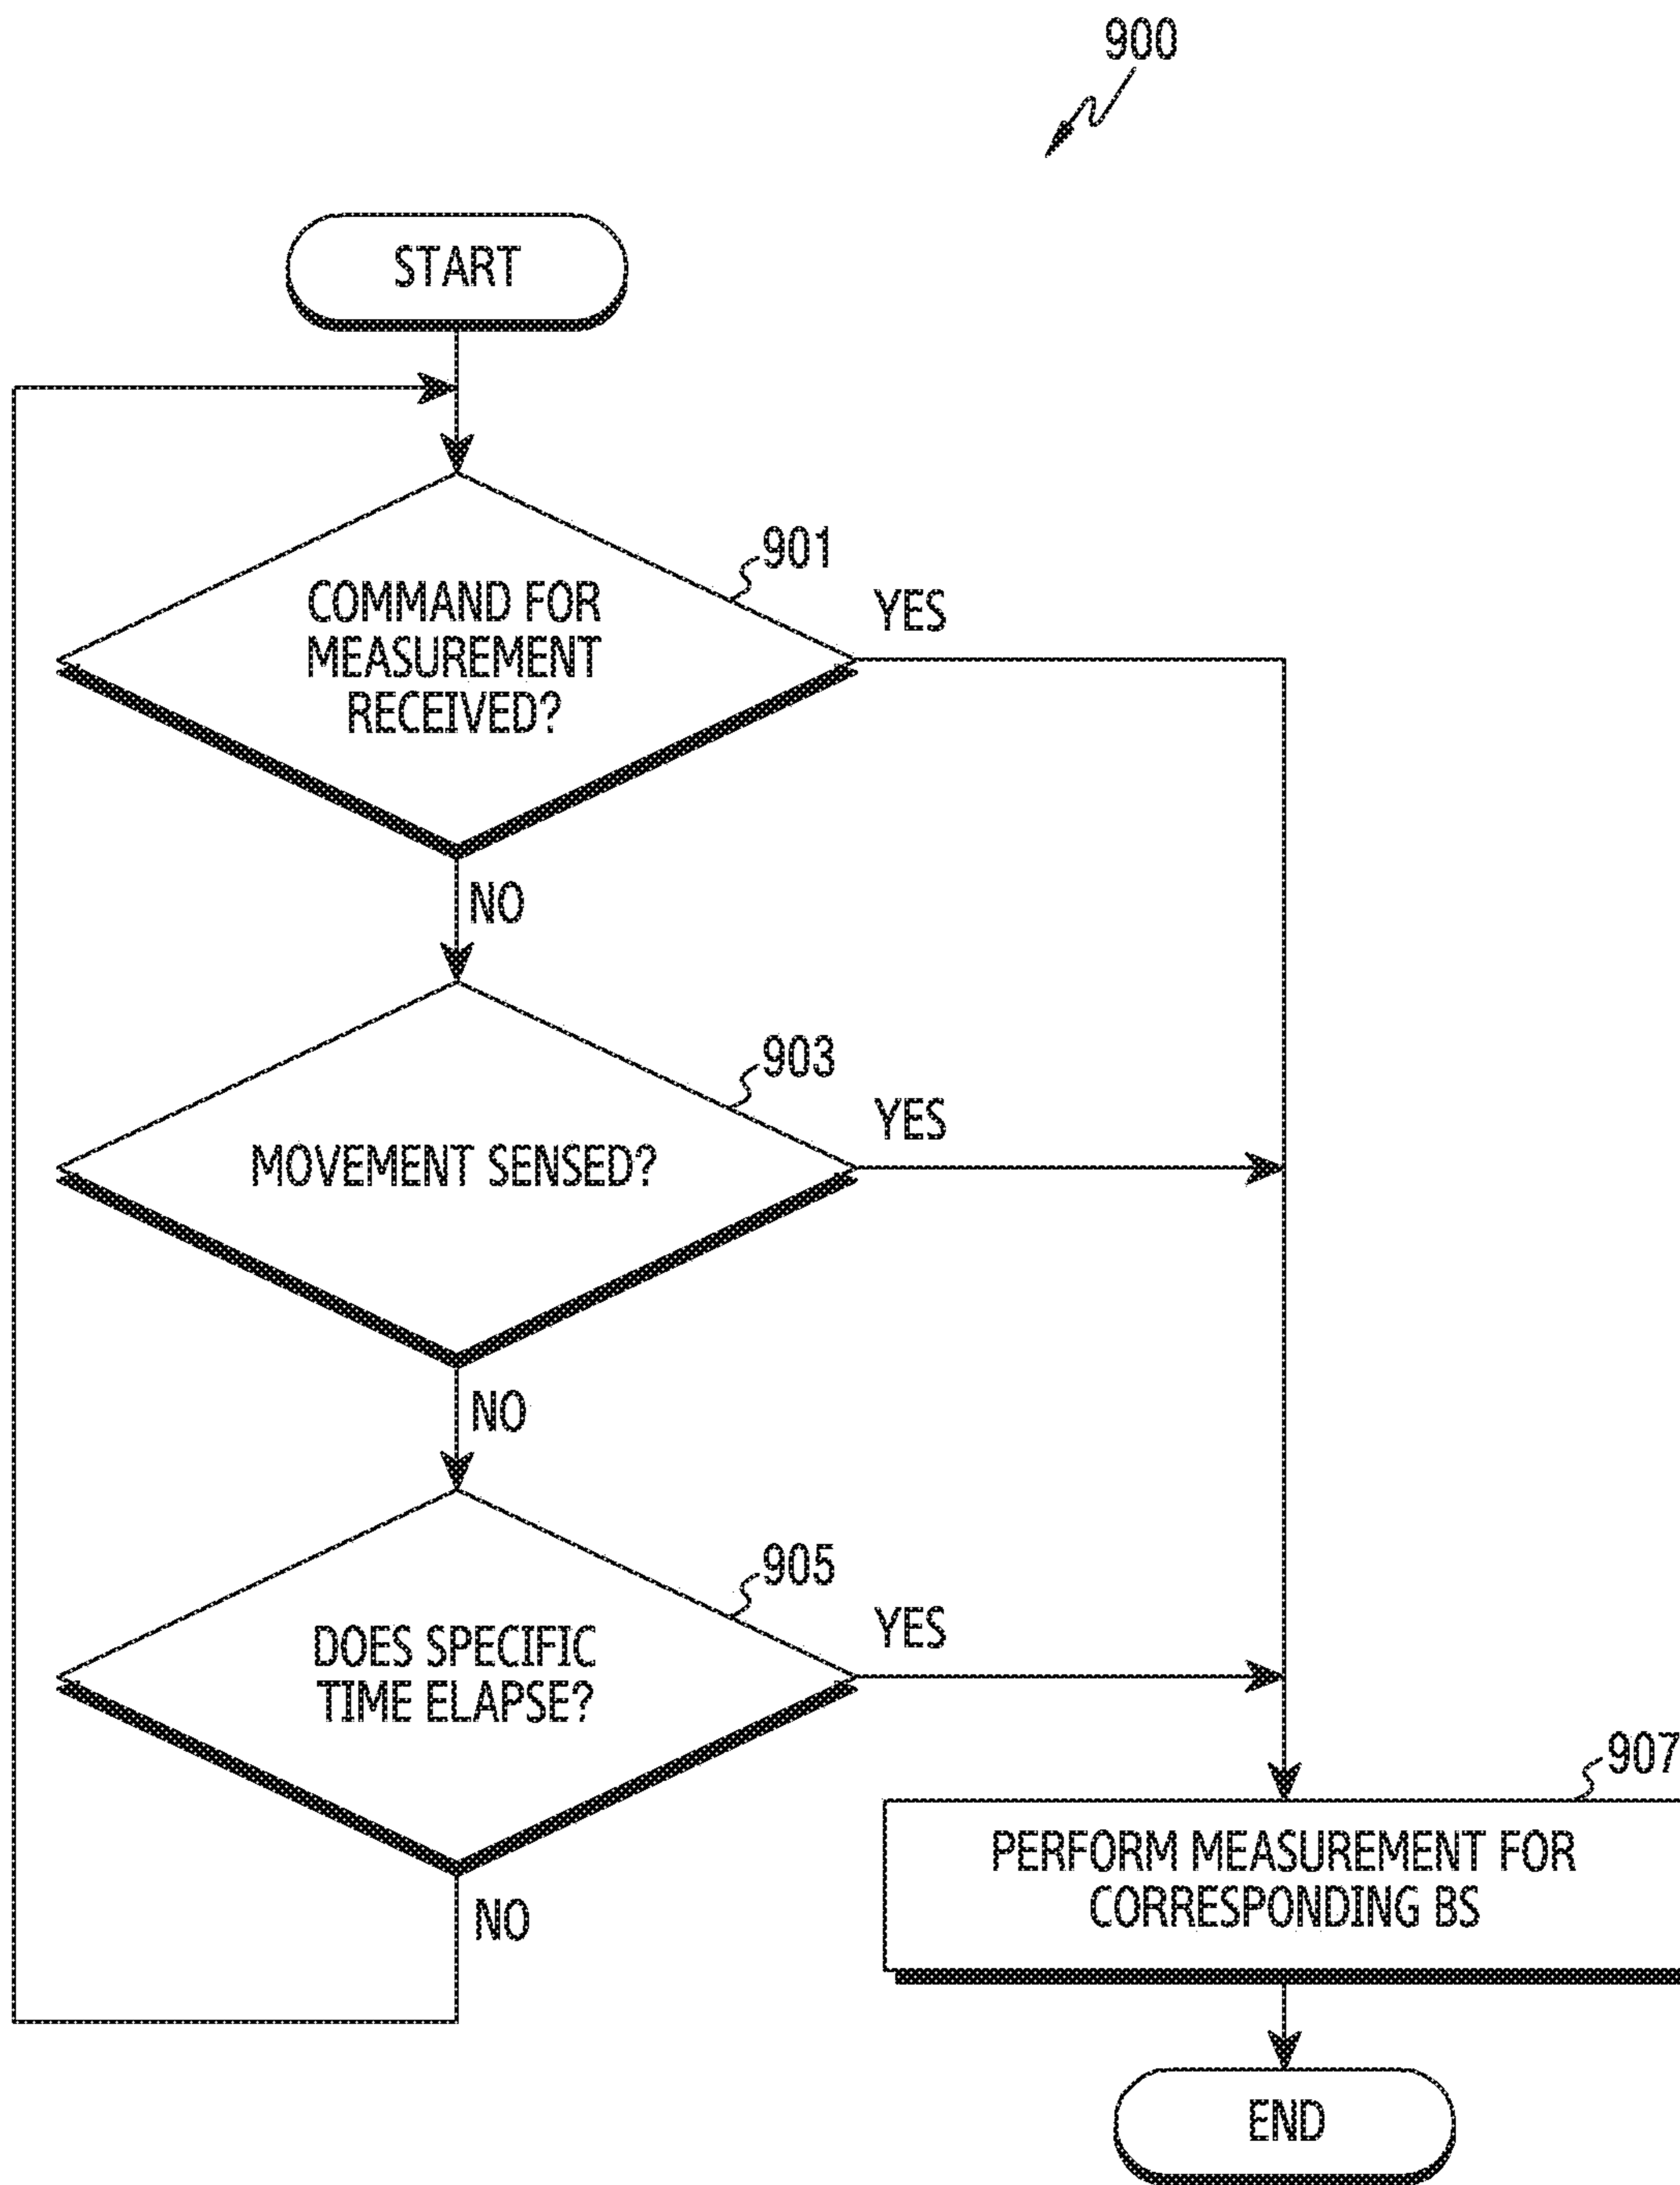 900
START
901
COMMAND FOR
MEASUREMENT
RECEIVED?
YES
NO
903
MOVEMENT SENSED?
YES
NO
905
DOES SPECIFIC
TIME ELAPSE?
YES
NO
907
PERFORM MEASUREMENT FOR
CORRESPONDING BS
END